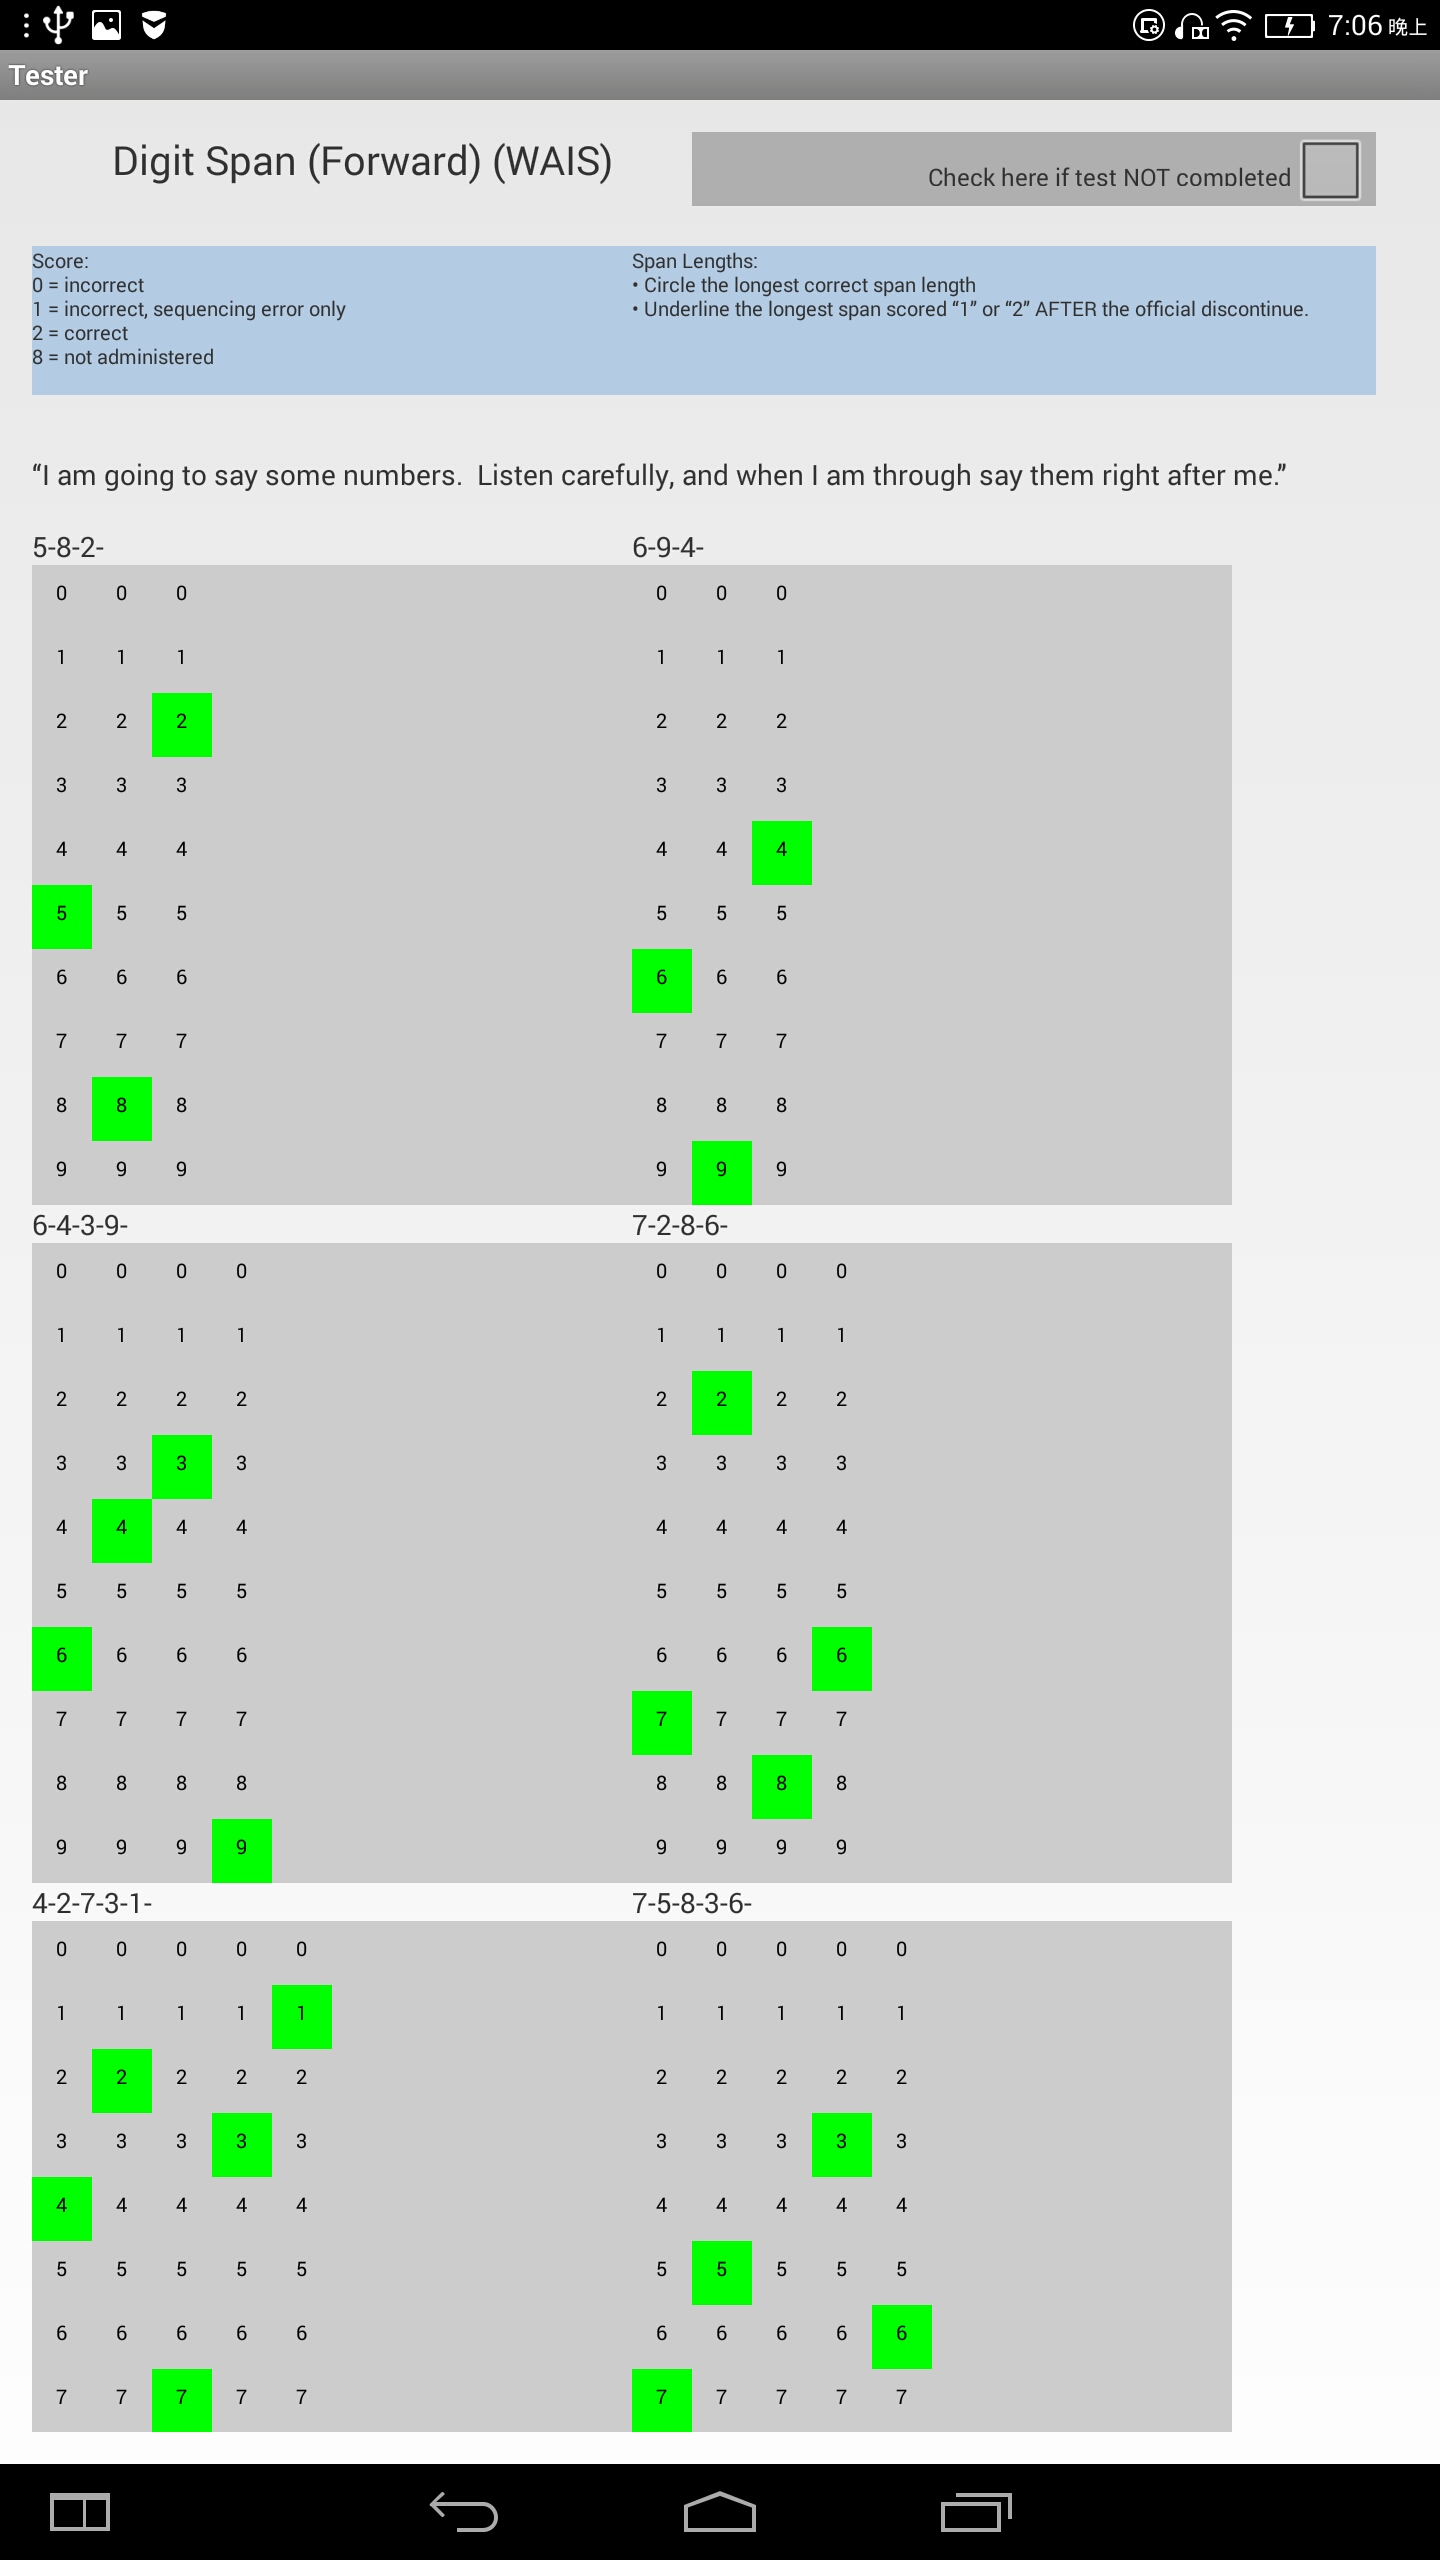 7:06 晚上
Tester
Digit Span (Forward) (WAIS)
Check here if test NOT completed
Score:
0 = incorrect
1 = incorrect, sequencing error only
2 = correct
8 = not administered
Span Lengths:
• Circle the longest correct span length
• Underline the longest span scored “1” or “2” AFTER the official discontinue.
“I am going to say some numbers.  Listen carefully, and when I am through say them right after me.”
5-8-2-
0 0 0
1 1 1
2 2 2
3 3 3
4 4 4
5 5 5
6 6 6
7 7 7
8 8 8
9 9 9
6-9-4-
0 0 0
1 1 1
2 2 2
3 3 3
4 4 4
5 5 5
6 6 6
7 7 7
8 8 8
9 9 9
6-4-3-9-
0 0 0 0
1 1 1 1
2 2 2 2
3 3 3 3
4 4 4 4
5 5 5 5
6 6 6 6
7 7 7 7
8 8 8 8
9 9 9 9
7-2-8-6-
0 0 0 0
1 1 1 1
2 2 2 2
3 3 3 3
4 4 4 4
5 5 5 5
6 6 6 6
7 7 7 7
8 8 8 8
9 9 9 9
4-2-7-3-1-
0 0 0 0 0
1 1 1 1 1
2 2 2 2 2
3 3 3 3 3
4 4 4 4 4
5 5 5 5 5
6 6 6 6 6
7 7 7 7 7
7-5-8-3-6-
0 0 0 0 0
1 1 1 1 1
2 2 2 2 2
3 3 3 3 3
4 4 4 4 4
5 5 5 5 5
6 6 6 6 6
7 7 7 7 7